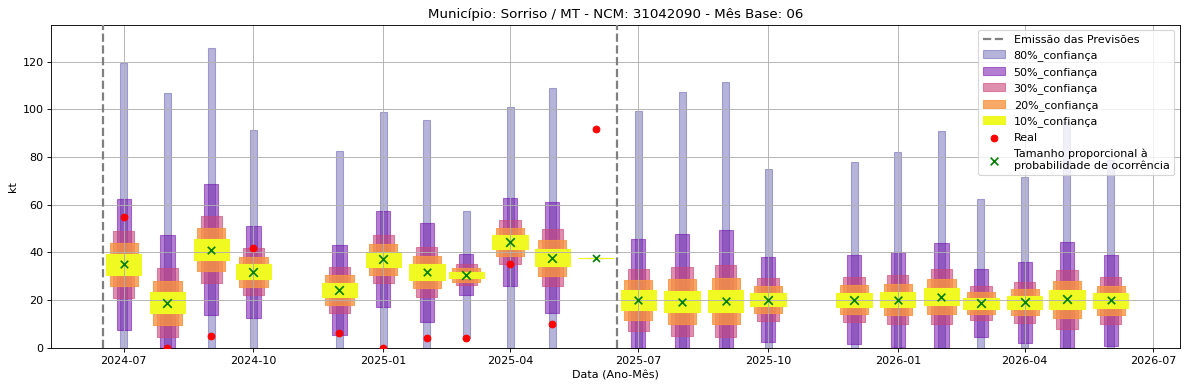 Município: Sorriso / MT - NCM: 31042090 - Mês Base: 06
Emissão das Previsões
80%_confiança
50%_confiança
30%_confiança
20%_confiança
10%_confiança
Real
Tamanho proporcional à
probabilidade de ocorrência
kt
120
100
80
60
40
20
0
2024-07
2024-10
2025-01
2025-04
2025-07
2025-10
2026-01
2026-04
2026-07
Data (Ano-Mês)